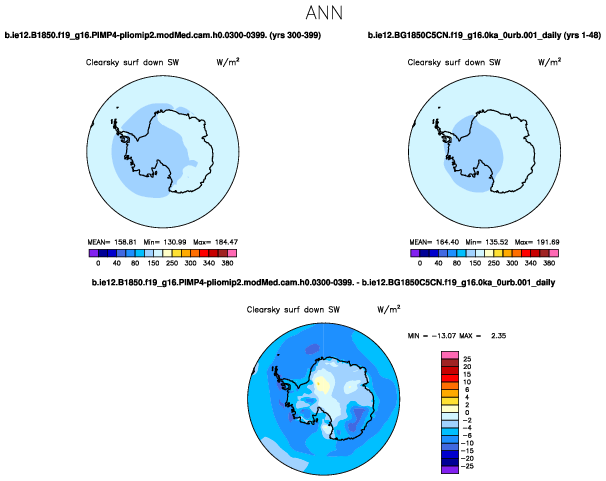 ANN
b.ie12.B1850.f19_g16.PIMP4-pliomip2.modMed.cam.h0.0300-0399. (yrs 300-399)
b.ie12.BG1850C5CN.f19_g16.0ka_0urb.001_daily (yrs 1-48)
Clearsky surf down SW W/m²
Clearsky surf down SW W/m²
MEAN= 158.81 Min= 130.99 Max= 184.47
MEAN= 164.40 Min= 135.52 Max= 191.69
0 40 80 150 250 300 340 380
0 40 80 150 250 300 340 380
b.ie12.B1850.f19_g16.PIMP4-pliomip2.modMed.cam.h0.0300-0399. - b.ie12.BG1850C5CN.f19_g16.0ka_0urb.001_daily
Clearsky surf down SW W/m²
MIN = -13.07 MAX = 2.35
25
20
15
10
8
6
4
2
0
-2
-4
-6
-8
-10
-15
-20
-25